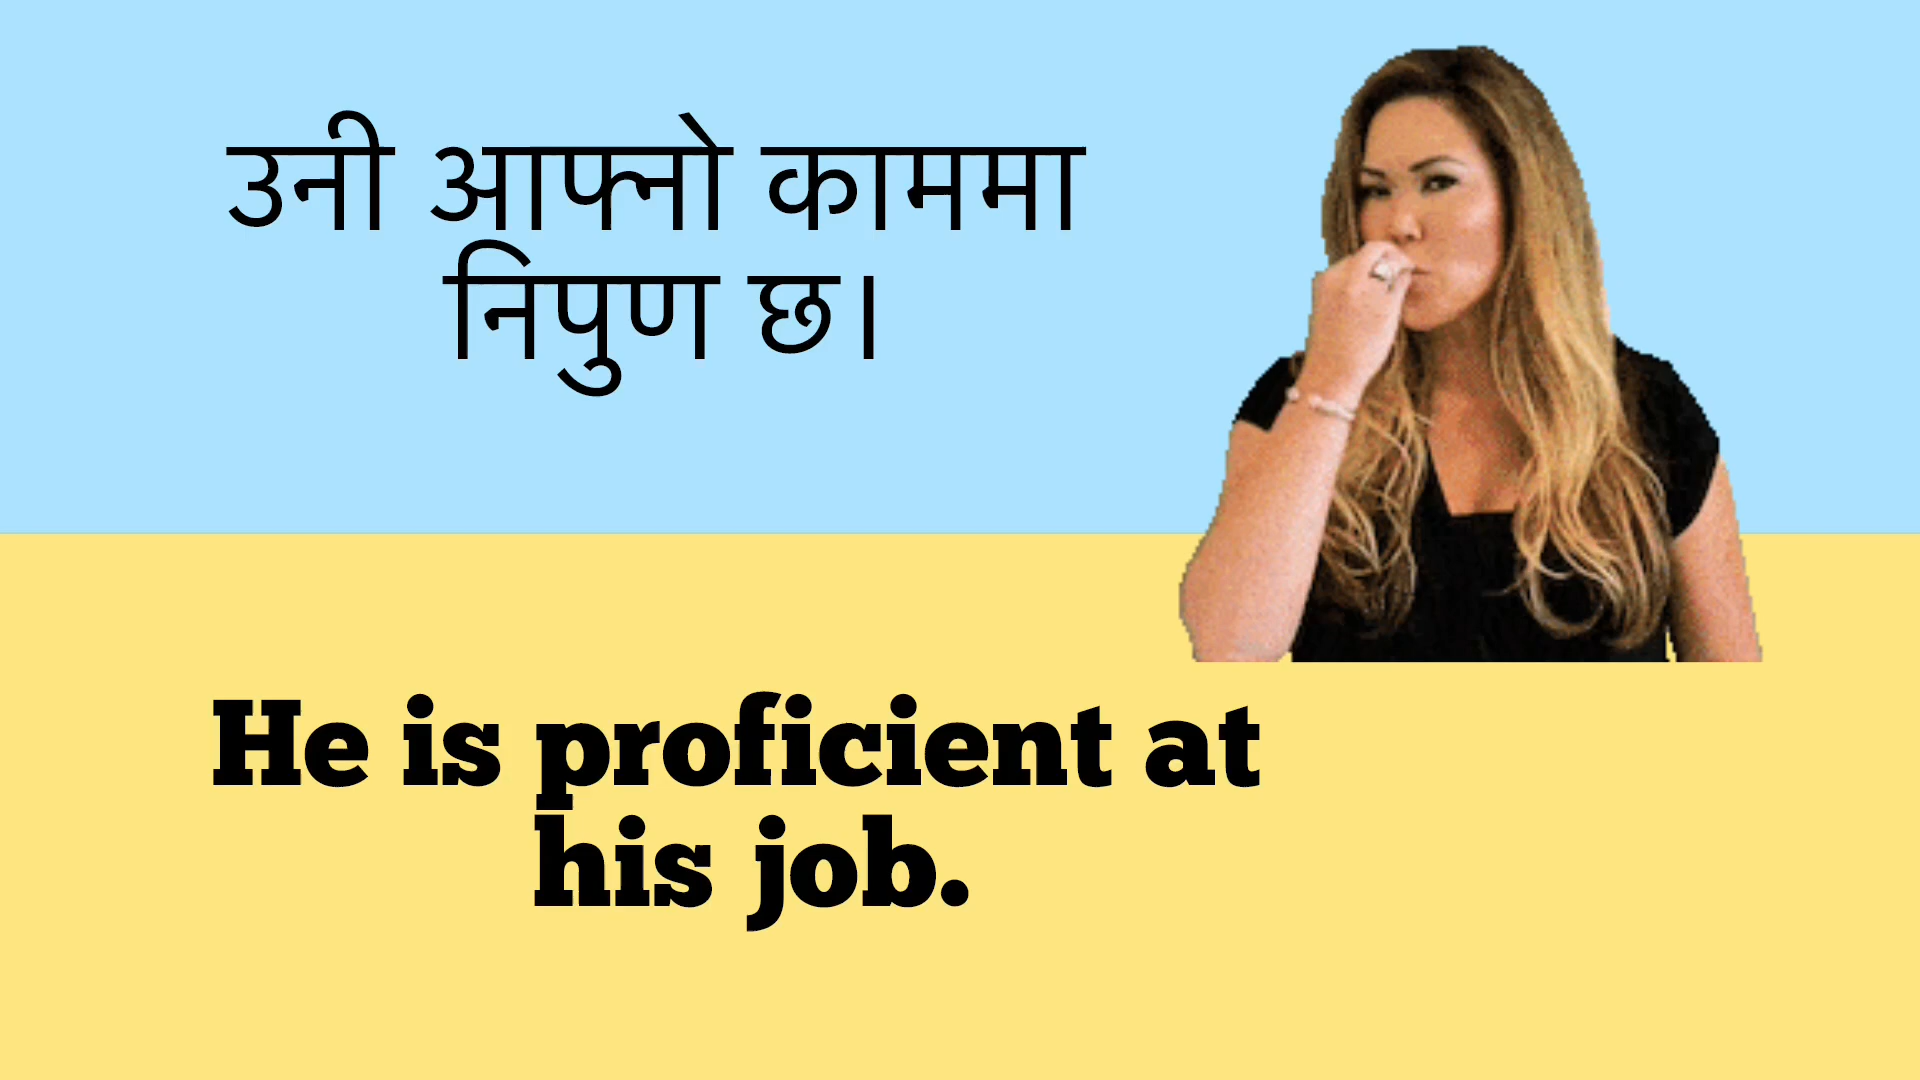 उनी आफ्नो काममा
निपुण छ।
He is proficient at
his job.